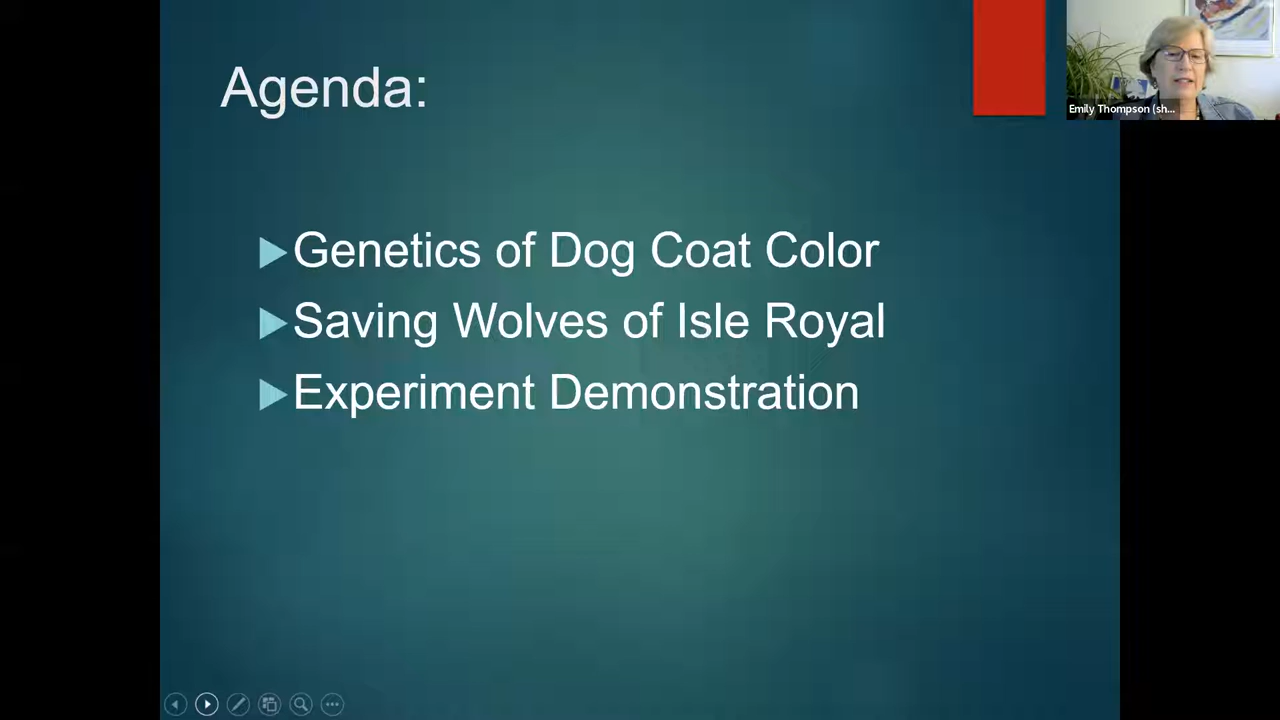 Agenda:
Genetics of Dog Coat Color
Saving Wolves of Isle Royal
Experiment Demonstration
Emily Thompson (sh...